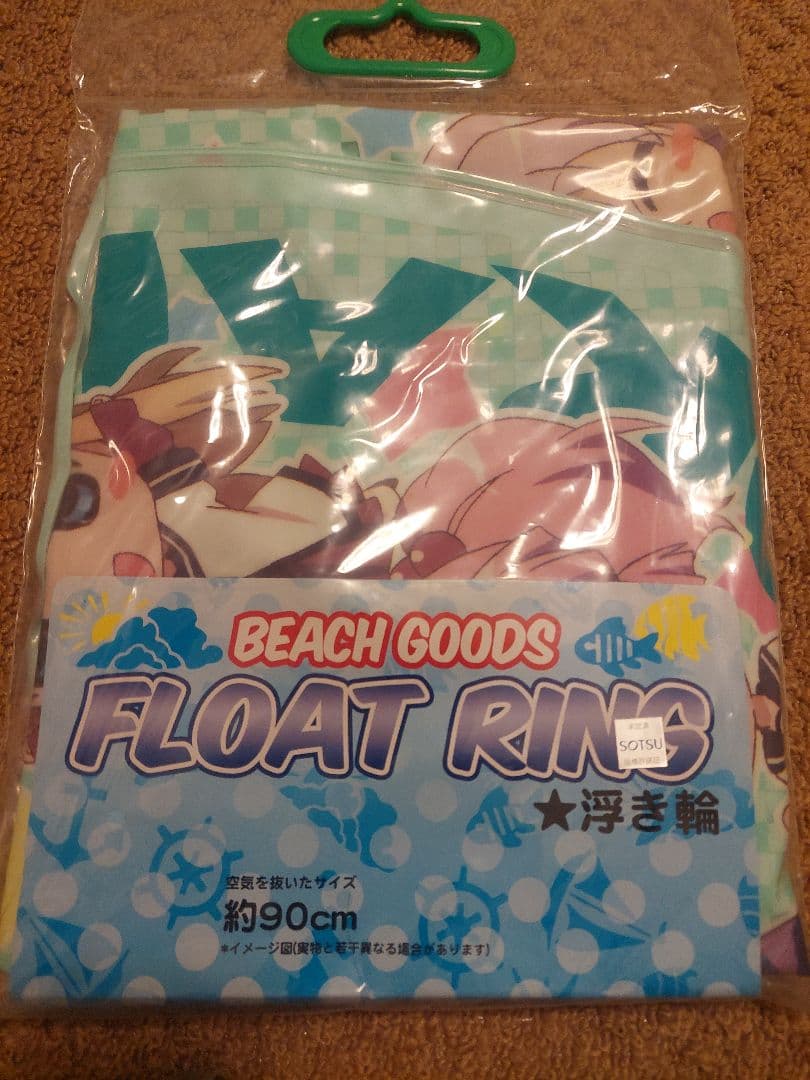 BEACH GOODS
FLOAT RING
SOTSU
★浮き輪
空気を抜いたサイズ
約90cm
*イメージ図(実物と若干異なる場合があります)